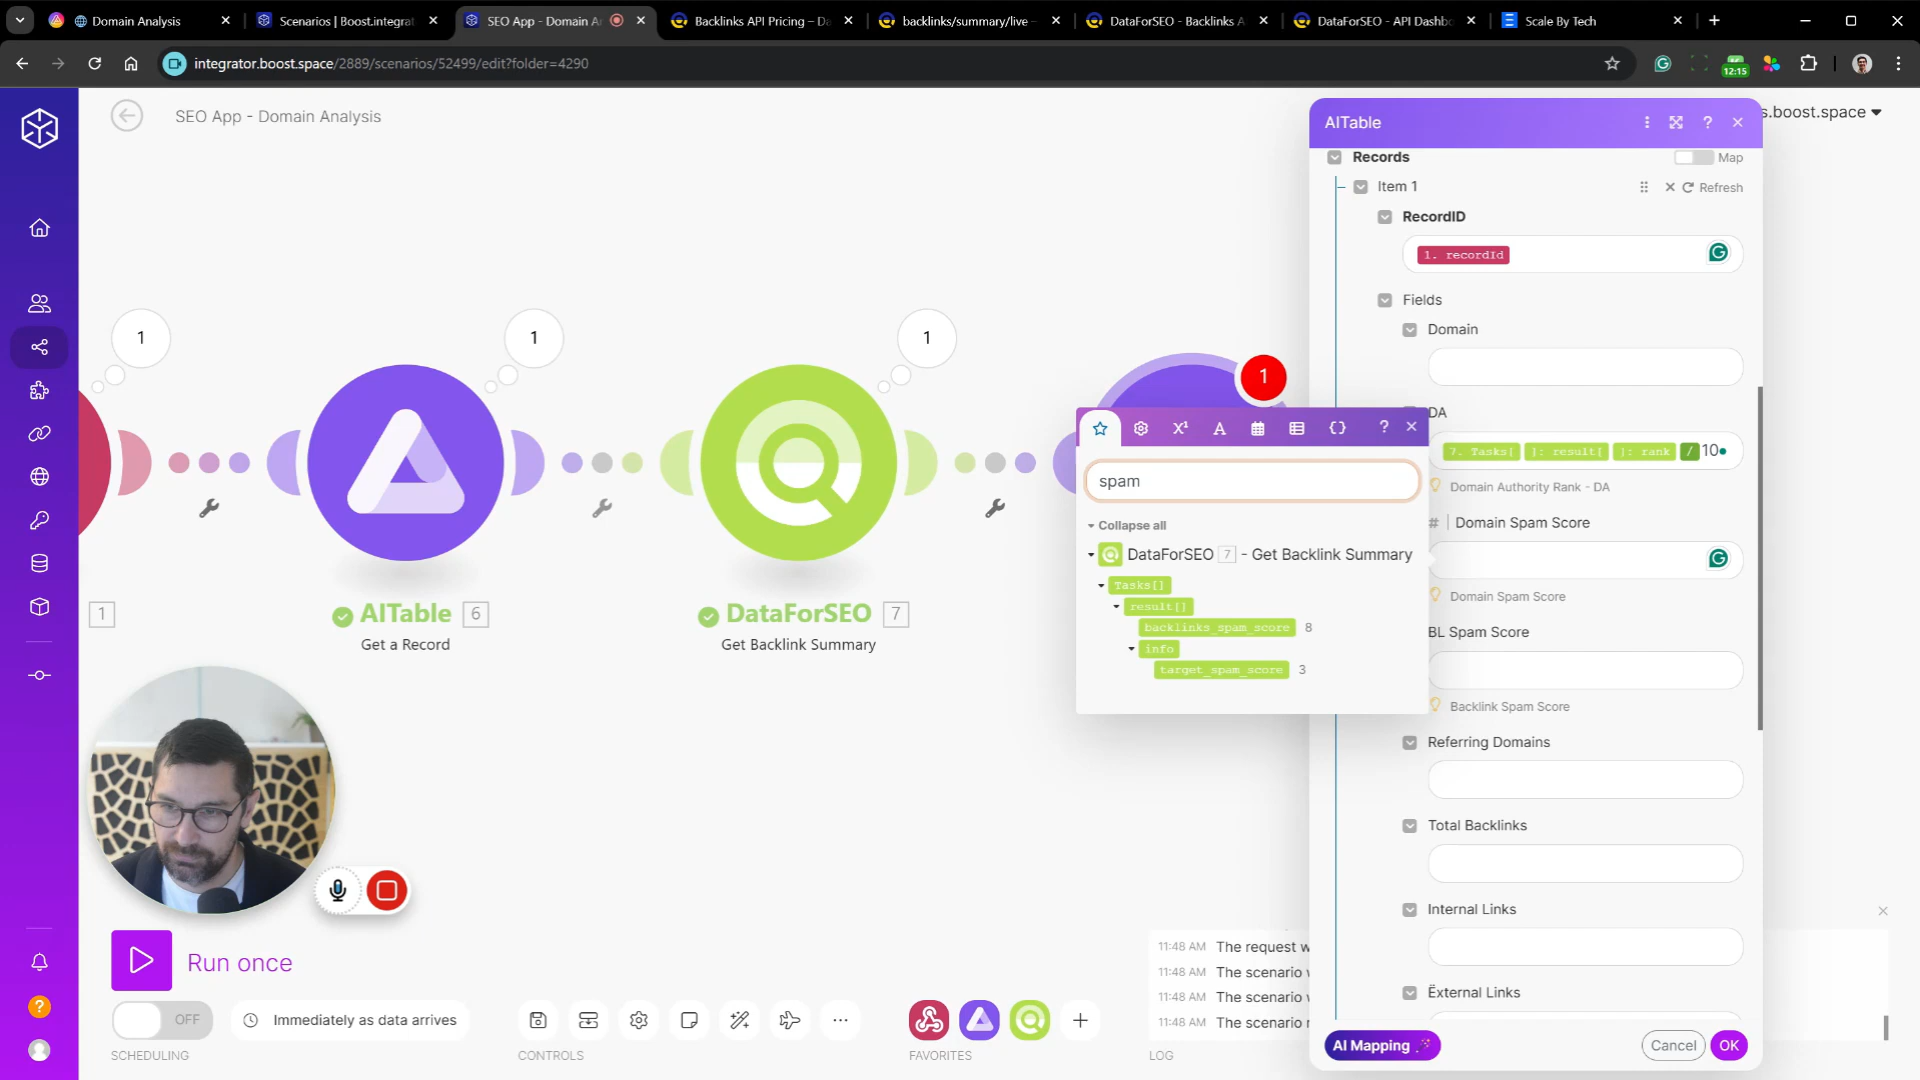 Domain Analysis
Scenarios | Boost.integrat
SEO App - Domain A
Backlinks API Pricing – Da
backlinks/summary/live –
DataForSEO - Backlinks A
DataForSEO - API Dashbo
Scale By Tech
integrator.boost.space/2889/scenarios/52499/edit?folder=4290
12:15
SEO App - Domain Analysis
s.boost.space
AITable
Records
Map
Item 1
Refresh
RecordID
1. recordId
Fields
Domain
DA
7. Tasks[ ]: result[ ]: rank / 10
Domain Authority Rank - DA
# Domain Spam Score
Domain Spam Score
BL Spam Score
Backlink Spam Score
Referring Domains
Total Backlinks
Internal Links
External Links
AI Mapping
Cancel
OK
1
1
1
1
spam
Collapse all
DataForSEO 7 - Get Backlink Summary
Tasks[]
result[]
backlinks_spam_score 8
info
target_spam_score 3
1
AITable 6
Get a Record
DataForSEO 7
Get Backlink Summary
Run once
OFF
Immediately as data arrives
SCHEDULING
CONTROLS
FAVORITES
LOG
11:48 AM The request w
11:48 AM The scenario
11:48 AM The scenario
11:48 AM The scenario